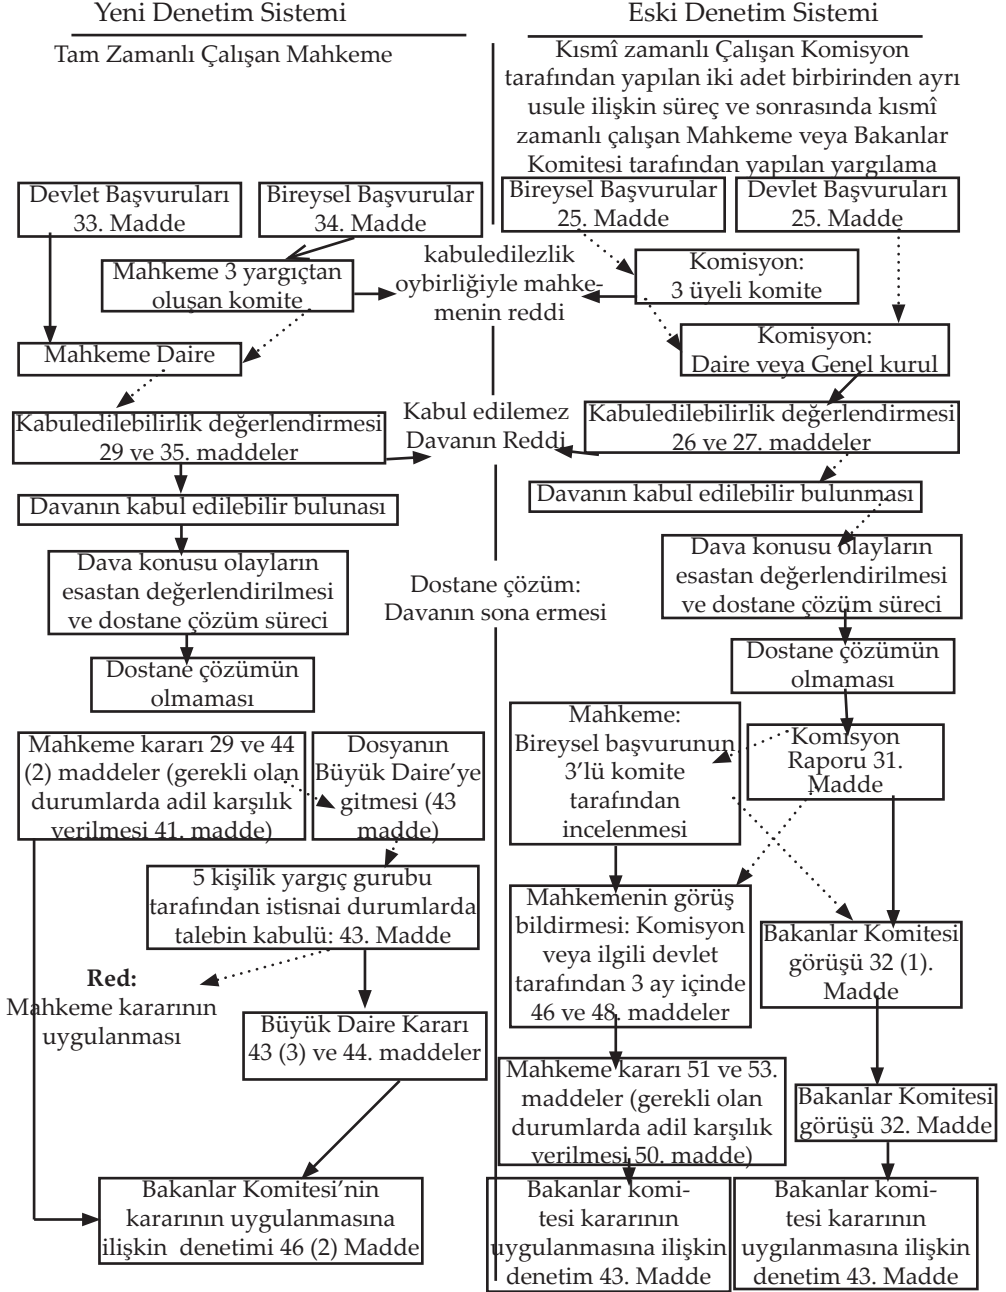 Yeni Denetim Sistemi
Tam Zamanlı Çalışan Mahkeme
Devlet Başvuruları
33. Madde
Bireysel Başvurular
34. Madde
Mahkeme 3 yargıçtan
oluşan komite
Mahkeme Daire
Kabuledilebilirlik değerlendirmesi
29 ve 35. maddeler
Davanın kabul edilebilir bulunası
Dava konusu olayların
esastan değerlendirilmesi
ve dostane çözüm süreci
Dostane çözümün
olmaması
Mahkeme kararı 29 ve 44
(2) maddeler (gerekli olan
durumlarda adil karşılık
verilmesi 41. madde)
Dosyanın
Büyük Daire’ye
gitmesi (43
madde)
5 kişilik yargıç gurubu
tarafından istisnai durumlarda
talebin kabulü: 43. Madde
Red:
Mahkeme kararının
uygulanması
Büyük Daire Kararı
43 (3) ve 44. maddeler
Bakanlar Komitesi’nin
kararının uygulanmasına
ilişkin denetimi 46 (2) Madde
kabuledilezlik
oybirliğiyle mahke-
menin reddi
Kabul edilemez
Davanın Reddi
Dostane çözüm:
Davanın sona ermesi
Eski Denetim Sistemi
Kısmî zamanlı Çalışan Komisyon
tarafından yapılan iki adet birbirinden ayrı
usule ilişkin süreç ve sonrasında kısmî
zamanlı çalışan Mahkeme veya Bakanlar
Komitesi tarafından yapılan yargılama
Bireysel Başvurular
25. Madde
Devlet Başvuruları
25. Madde
Komisyon:
3 üyeli komite
Komisyon:
Daire veya Genel kurul
Kabuledilebilirlik değerlendirmesi
26 ve 27. maddeler
Davanın kabul edilebilir bulunması
Dava konusu olayların
esastan değerlendirilmesi
ve dostane çözüm süreci
Dostane çözümün
olmaması
Mahkeme:
Bireysel başvurunun
3’lü komite
tarafından
incelenmesi
Komisyon
Raporu 31.
Madde
Mahkemenin görüş
bildirmesi: Komisyon
veya ilgili devlet
tarafından 3 ay içinde
46 ve 48. maddeler
Bakanlar Komitesi
görüşü 32 (1).
Madde
Mahkeme kararı 51 ve 53.
maddeler (gerekli olan
durumlarda adil karşılık
verilmesi 50. madde)
Bakanlar Komitesi
görüşü 32. Madde
Bakanlar komi-
tesi kararının
uygulanmasına ilişkin
denetim 43. Madde
Bakanlar komi-
tesi kararının
uygılanmasına ilişkin
denetim 43. Madde